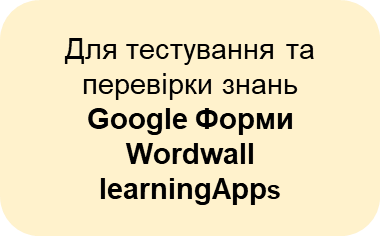 Для тестування та
перевірки знань
Google Форми
Wordwall
learningApps